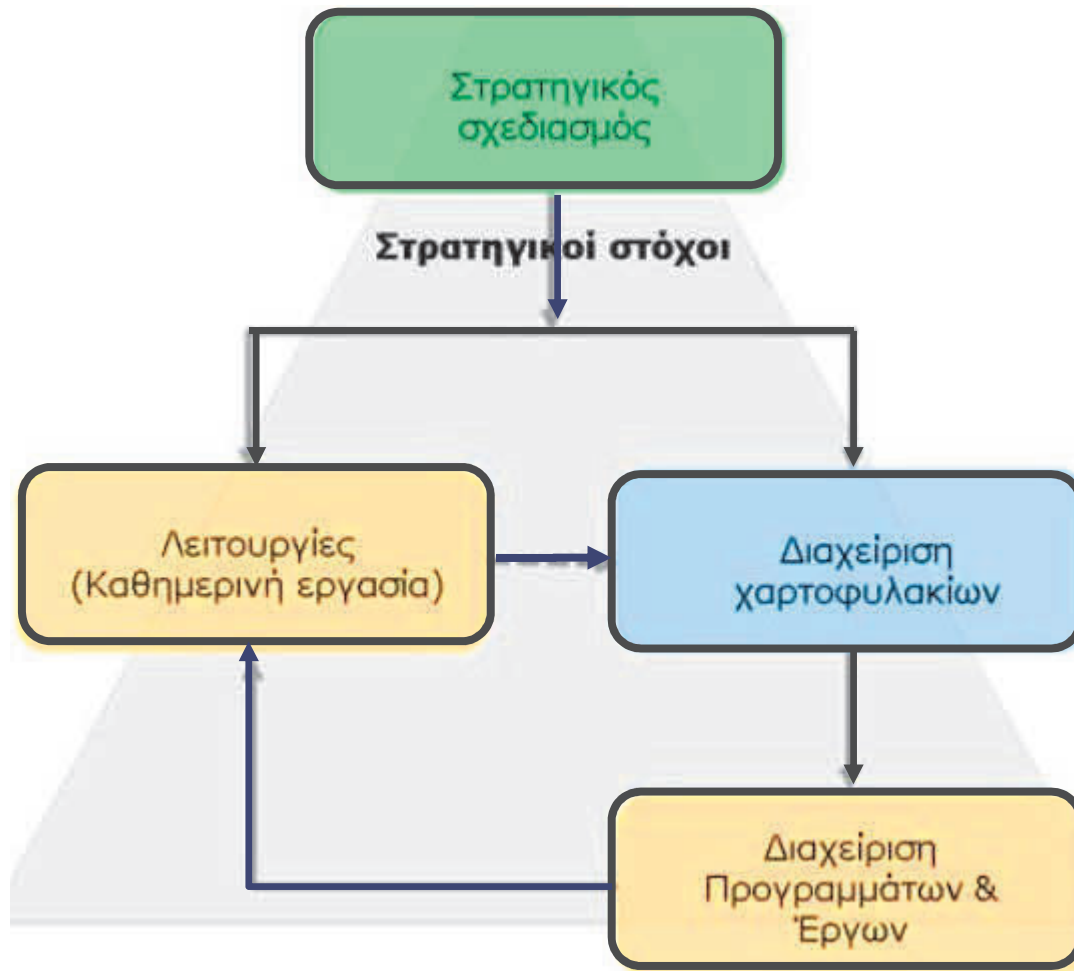 Στρατηγικός
σχεδιασμός
Στρατηγικοί στόχοι
Λειτουργίες
(Καθημερινή εργασία)
Διαχείριση
χαρτοφυλακίων
Διαχείριση
Προγραμμάτων &
Έργων